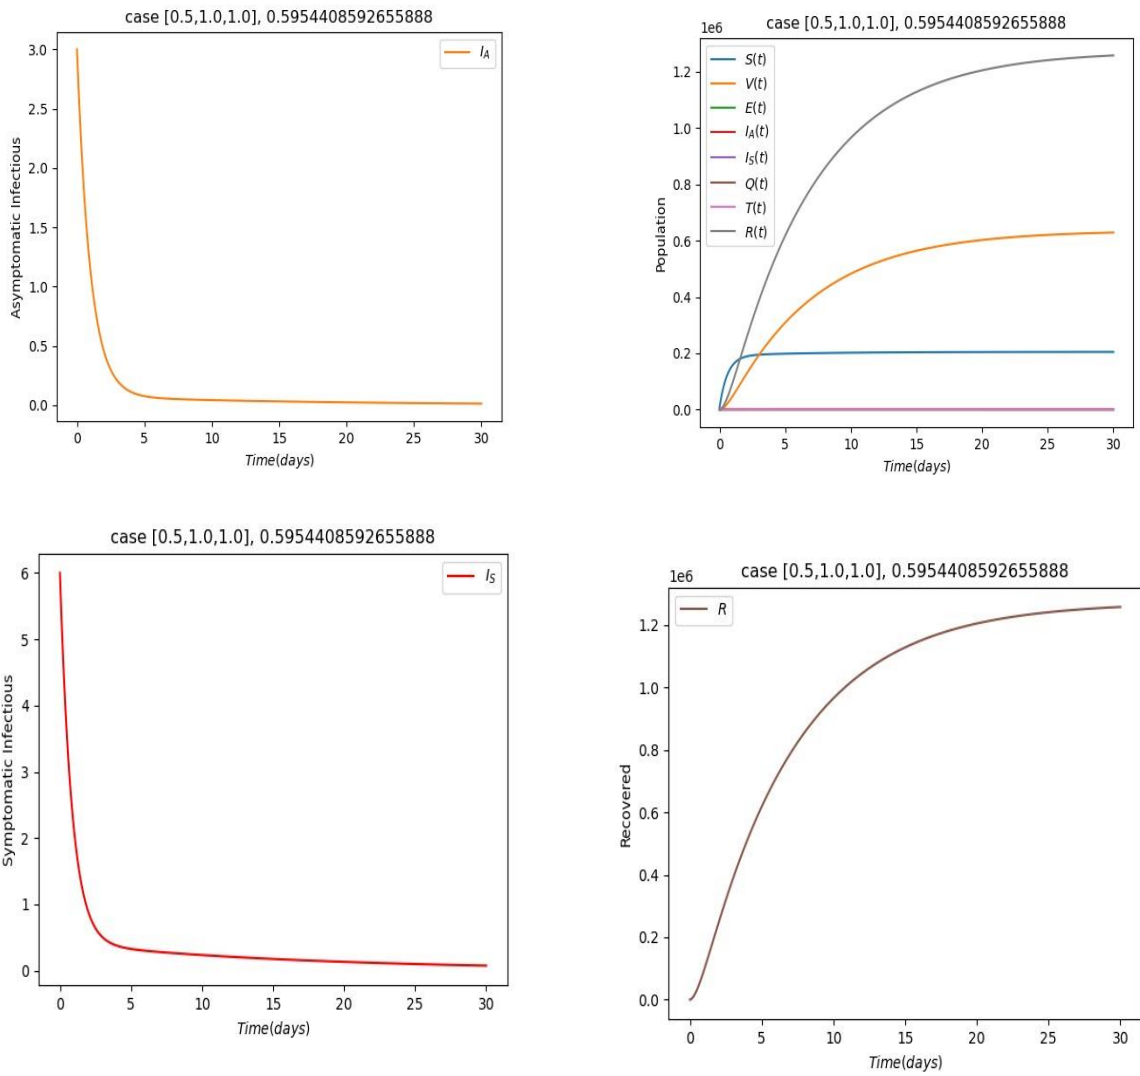 case [0.5,1.0,1.0], 0.5954408592655888
I_A
3.0
2.5
2.0
1.5
1.0
0.5
0.0
Asymptomatic Infectious
0 5 10 15 20 25 30
Time(days)
case [0.5,1.0,1.0], 0.5954408592655888
1e6
S(t)
V(t)
E(t)
I_A(t)
I_S(t)
Q(t)
T(t)
R(t)
1.2
1.0
0.8
0.6
0.4
0.2
0.0
Population
0 5 10 15 20 25 30
Time(days)
case [0.5,1.0,1.0], 0.5954408592655888
I_S
6
5
4
3
2
1
0
Symptomatic Infectious
0 5 10 15 20 25 30
Time(days)
case [0.5,1.0,1.0], 0.5954408592655888
1e6
R
1.2
1.0
0.8
0.6
0.4
0.2
0.0
Recovered
0 5 10 15 20 25 30
Time(days)